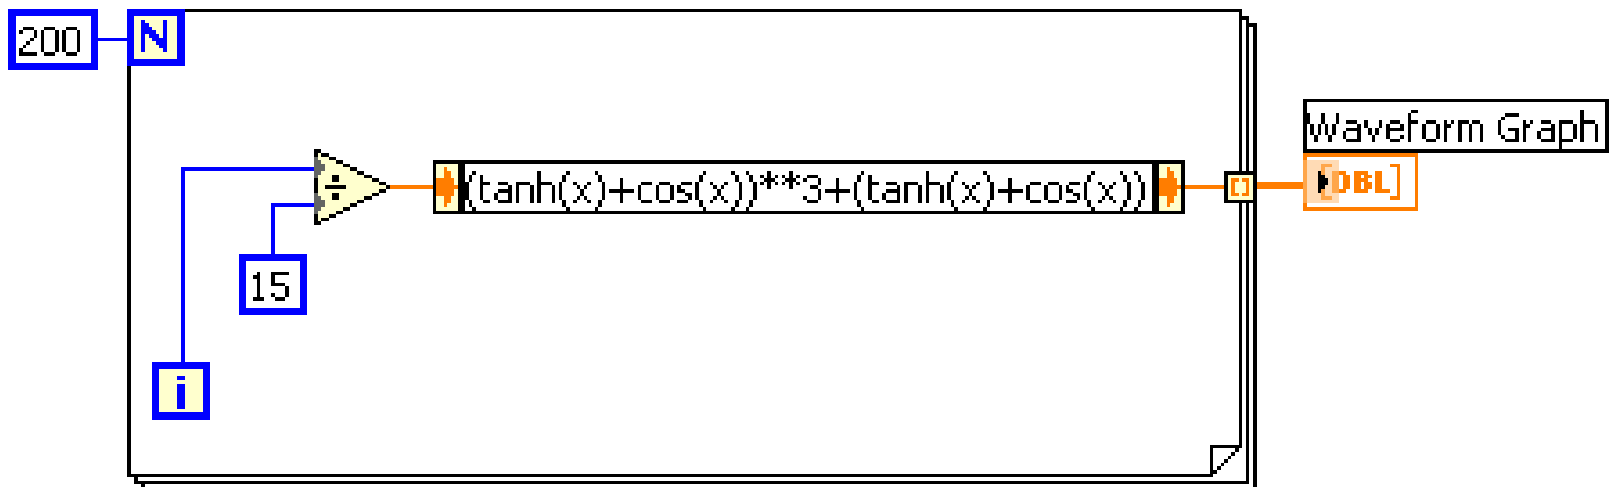 200
N
Waveform Graph
(tanh(x)+cos(x))**3+(tanh(x)+cos(x))
DBL
15
i